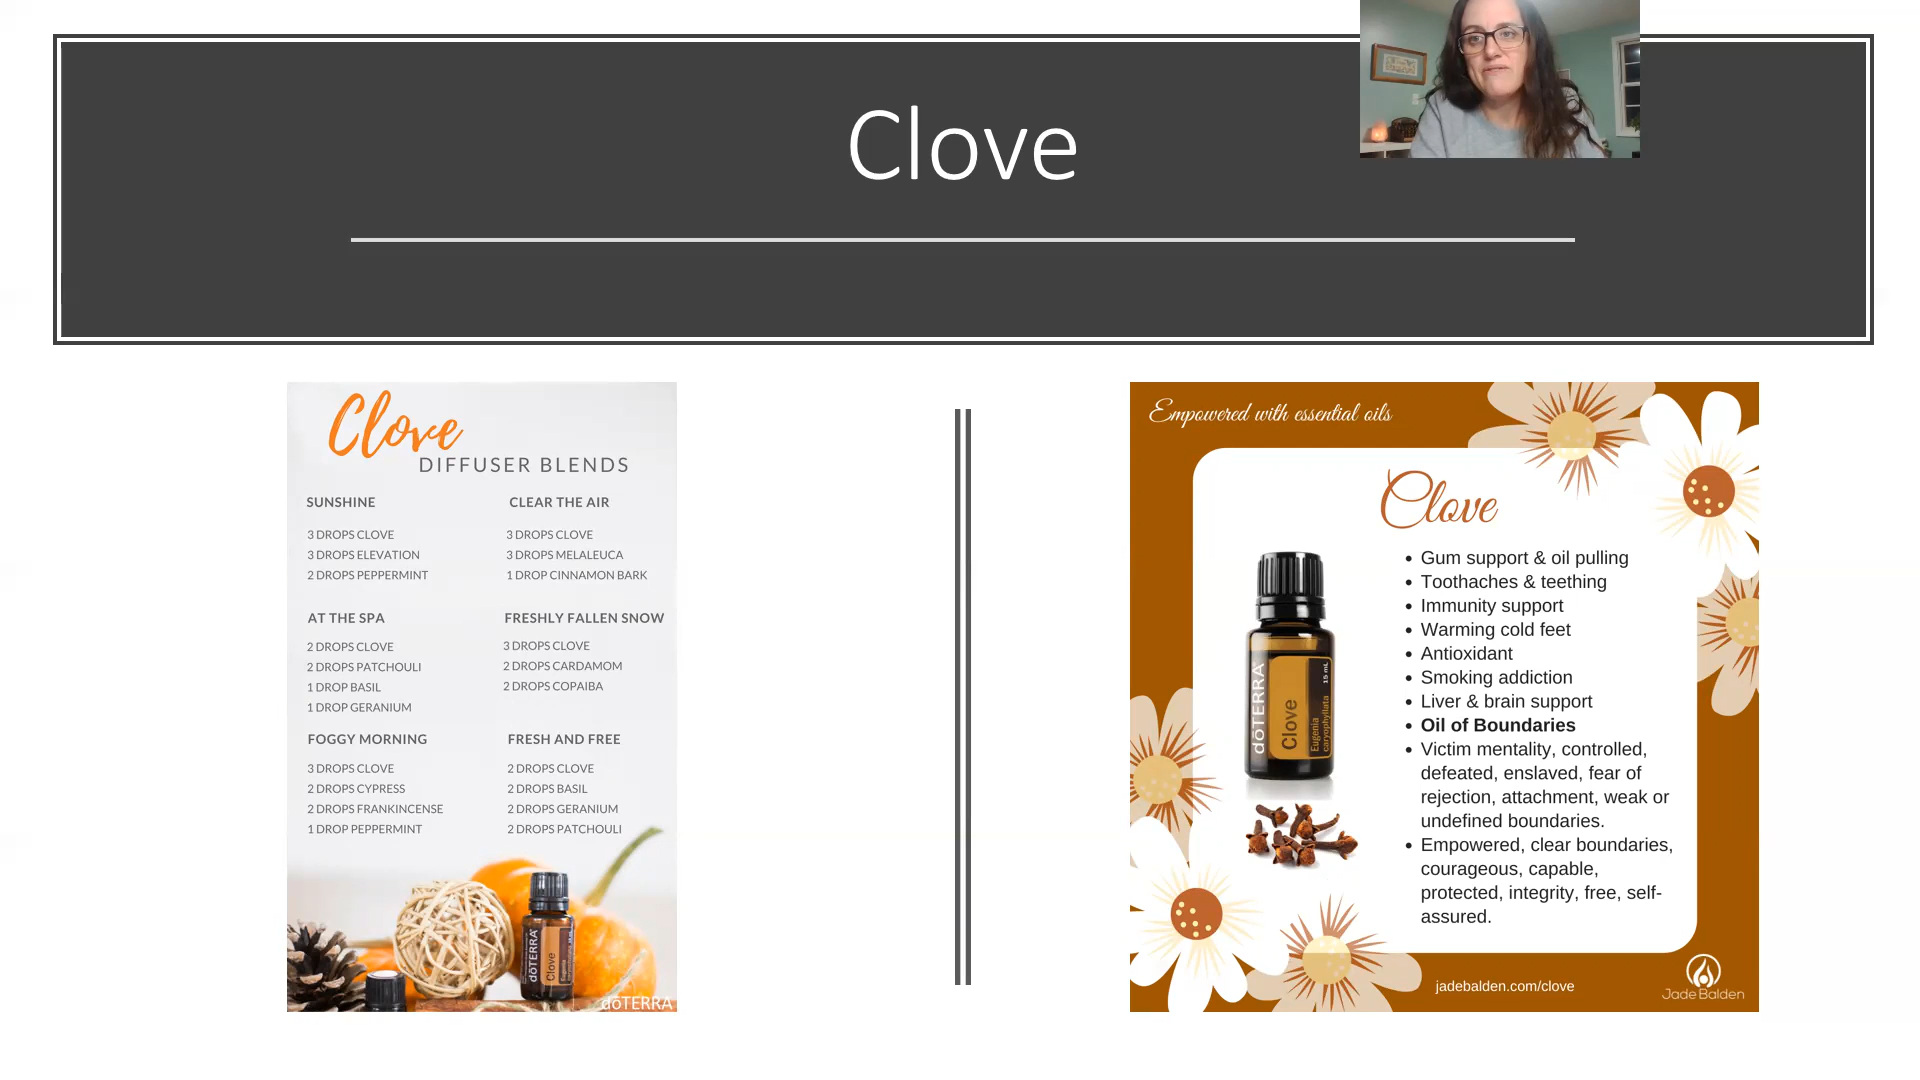 Clove
Clove
DIFFUSER BLENDS
SUNSHINE
3 DROPS CLOVE
3 DROPS ELEVATION
2 DROPS PEPPERMINT
CLEAR THE AIR
3 DROPS CLOVE
3 DROPS MELALEUCA
1 DROP CINNAMON BARK
AT THE SPA
2 DROPS CLOVE
2 DROPS PATCHOULI
1 DROP BASIL
1 DROP GERANIUM
FRESHLY FALLEN SNOW
3 DROPS CLOVE
2 DROPS CARDAMOM
2 DROPS COPAIBA
FOGGY MORNING
3 DROPS CLOVE
2 DROPS CYPRESS
2 DROPS FRANKINCENSE
1 DROP PEPPERMINT
FRESH AND FREE
2 DROPS CLOVE
2 DROPS BASIL
2 DROPS GERANIUM
2 DROPS PATCHOULI
dōTERRA
Clove
dōTERRA
Empowered with essential oils
Clove
• Gum support & oil pulling
• Toothaches & teething
• Immunity support
• Warming cold feet
• Antioxidant
• Smoking addiction
• Liver & brain support
• Oil of Boundaries
• Victim mentality, controlled,
defeated, enslaved, fear of
rejection, attachment, weak or
undefined boundaries.
• Empowered, clear boundaries,
courageous, capable,
protected, integrity, free, self-
assured.
dōTERRA
Clove
Eugenia
caryophyllata
15 mL
jadebalden.com/clove
Jade Balden